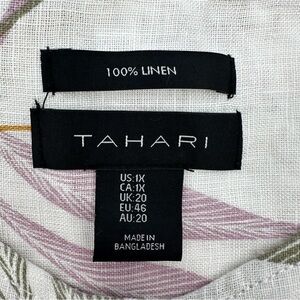 100% LINEN
TAHARI
US:1X
CA:1X
UK:20
EU:46
AU:20
MADE IN
BANGLADESH